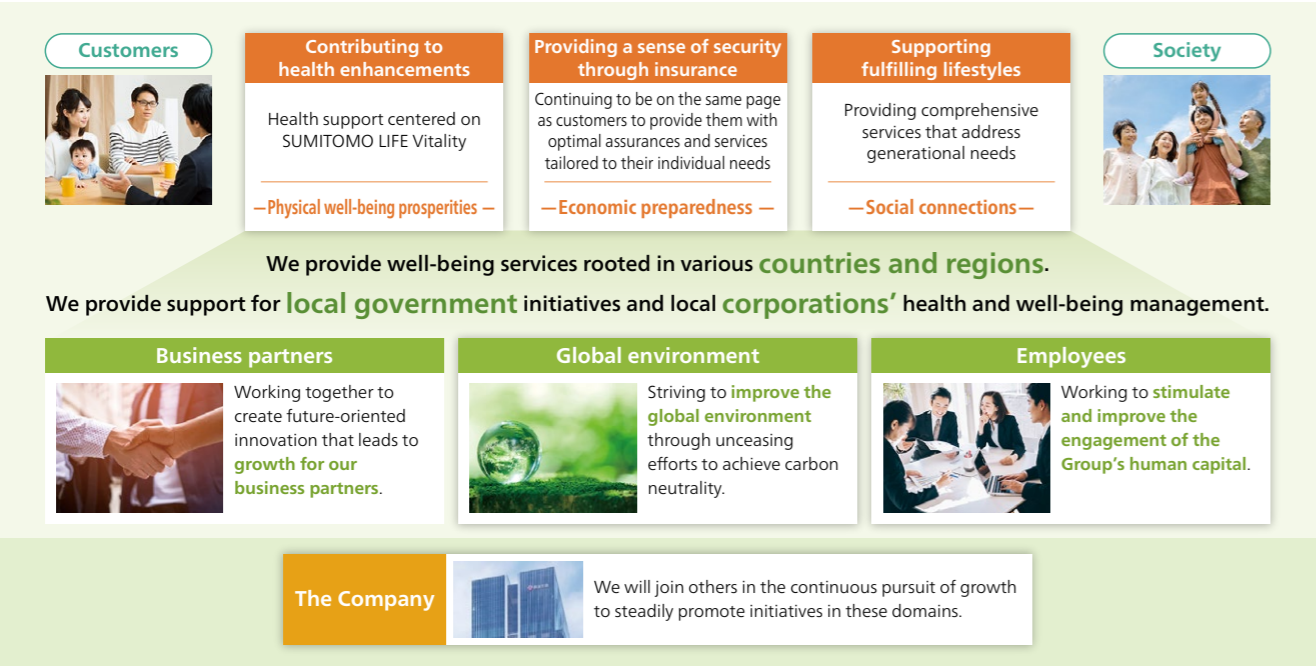 Customers
Contributing to
health enhancements
Health support centered on
SUMITOMO LIFE Vitality
—Physical well-being prosperities —
Providing a sense of security
through insurance
Continuing to be on the same page
as customers to provide them with
optimal assurances and services
tailored to their individual needs
—Economic preparedness —
Supporting
fulfilling lifestyles
Providing comprehensive
services that address
generational needs
—Social connections—
Society
We provide well-being services rooted in various countries and regions.
We provide support for local government initiatives and local corporations’ health and well-being management.
Business partners
Working together to
create future-oriented
innovation that leads to
growth for our
business partners.
Global environment
Striving to improve the
global environment
through unceasing
efforts to achieve carbon
neutrality.
Employees
Working to stimulate
and improve the
engagement of the
Group’s human capital.
The Company
We will join others in the continuous pursuit of growth
to steadily promote initiatives in these domains.